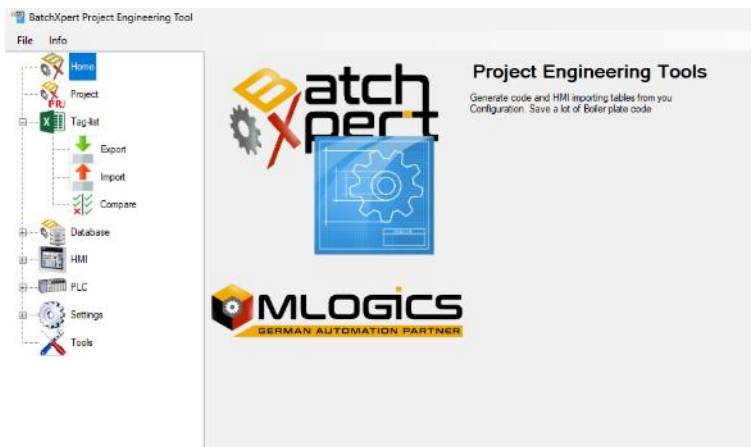 BatchXpert Project Engineering Tool
File Info
Home
Project
PRJ
Tag-list
Export
Import
Compare
Database
HMI
PLC
Settings
Tools
Batch
Xpert
Project Engineering Tools
Generate code and HMI importing tables from you
Configuration. Save a lot of Boiler plate code
MLOGICS
GERMAN AUTOMATION PARTNER